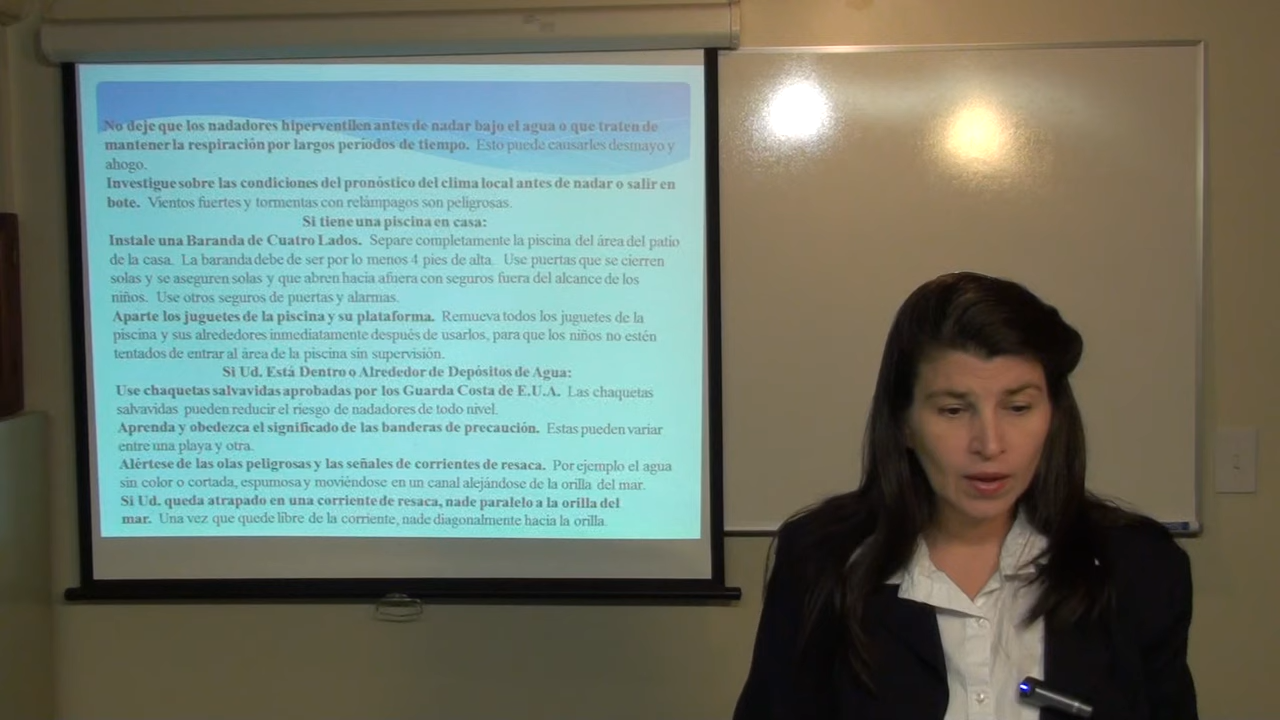 No deje que los nadadores hiperventilen antes de nadar bajo el agua o que traten de
mantener la respiración por largos periodos de tiempo. Esto puede causarles desmayo y
ahogo.
Investigue sobre las condiciones del pronóstico del clima local antes de nadar o salir en
bote. Vientos fuertes y tormentas con relámpagos son peligrosas.
Si tiene una piscina en casa:
Instale una Baranda de Cuatro Lados. Separe completamente la piscina del área del patio
de la casa. La baranda debe de ser por lo menos 4 pies de alta. Use puertas que se cierren
solas y se aseguren solas y que abren hacia afuera con seguros fuera del alcance de los
niños. Use otros seguros de puertas y alarmas.
Aparte los juguetes de la piscina y su plataforma. Remueva todos los juguetes de la
piscina y sus alrededores inmediatamente después de usarlos, para que los niños no estén
tentados de entrar al área de la piscina sin supervisión.
Si Ud. Está Dentro o Alrededor de Depósitos de Agua:
Use chaquetas salvavidas aprobadas por los Guarda Costa de E.U.A. Las chaquetas
salvavidas pueden reducir el riesgo de nadadores de todo nivel.
Aprenda y obedezca el significado de las banderas de precaución. Estas pueden variar
entre una playa y otra.
Alértese de las olas peligrosas y las señales de corrientes de resaca. Por ejemplo el agua
sin color o cortada, espumosa y moviéndose en un canal alejándose de la orilla del mar.
Si Ud. queda atrapado en una corriente de resaca, nade paralelo a la orilla del
mar. Una vez que quede libre de la corriente, nade diagonalmente hacia la orilla.